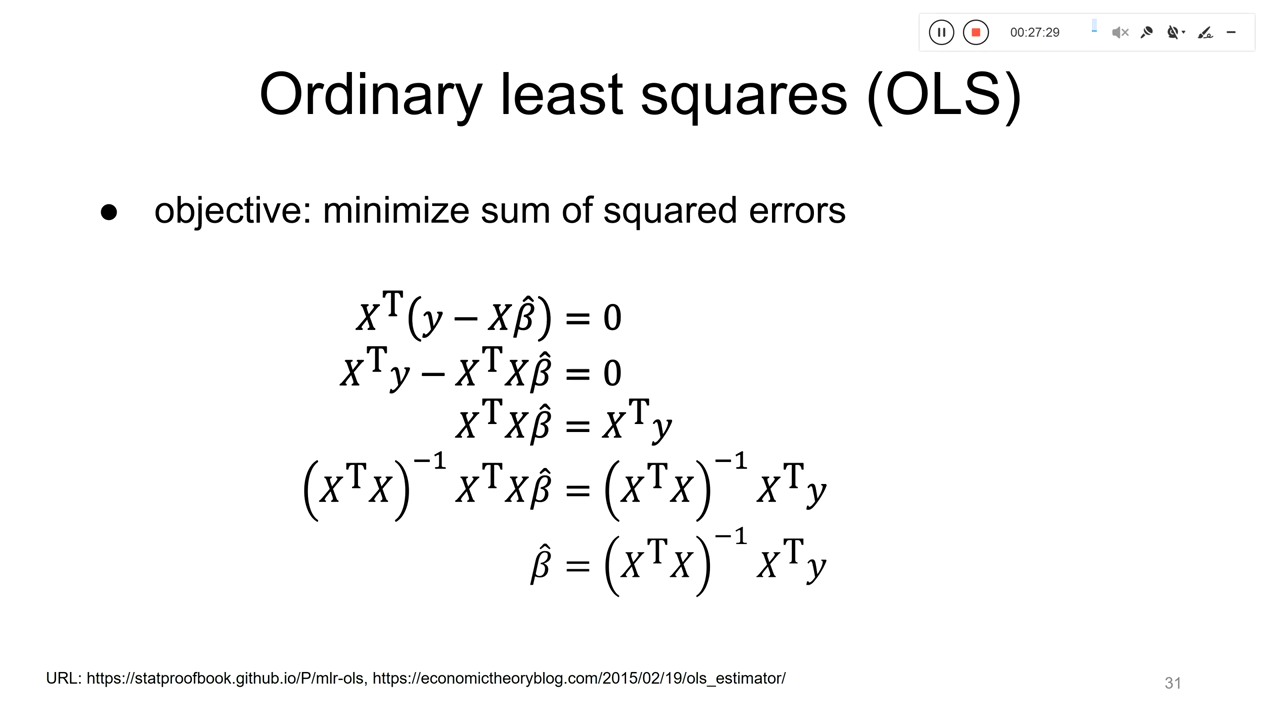 00:27:29
Ordinary least squares (OLS)
● objective: minimize sum of squared errors
Xᵀ(y − Xβ̂) = 0
Xᵀy − XᵀXβ̂ = 0
XᵀXβ̂ = Xᵀy
(XᵀX)⁻¹ XᵀXβ̂ = (XᵀX)⁻¹ Xᵀy
β̂ = (XᵀX)⁻¹ Xᵀy
URL: https://statproofbook.github.io/P/mlr-ols, https://economictheoryblog.com/2015/02/19/ols_estimator/
31